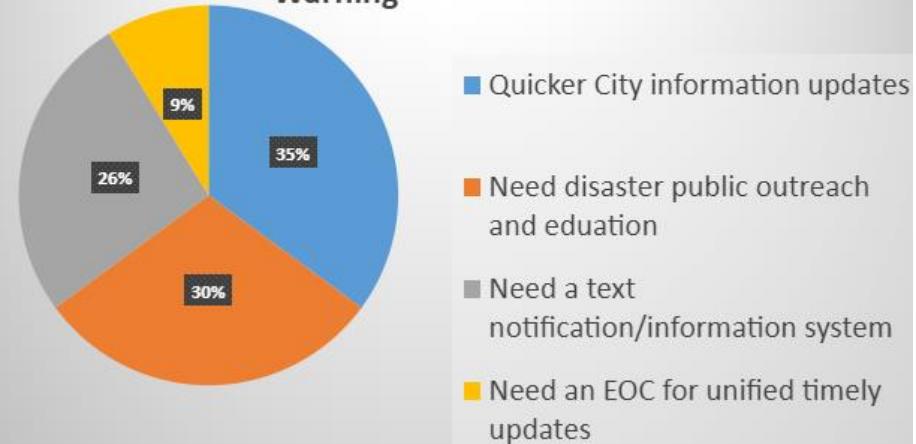 35%
9%
26%
30%
Quicker City information updates
Need disaster public outreach
and eduation
Need a text
notification/information system
Need an EOC for unified timely
updates